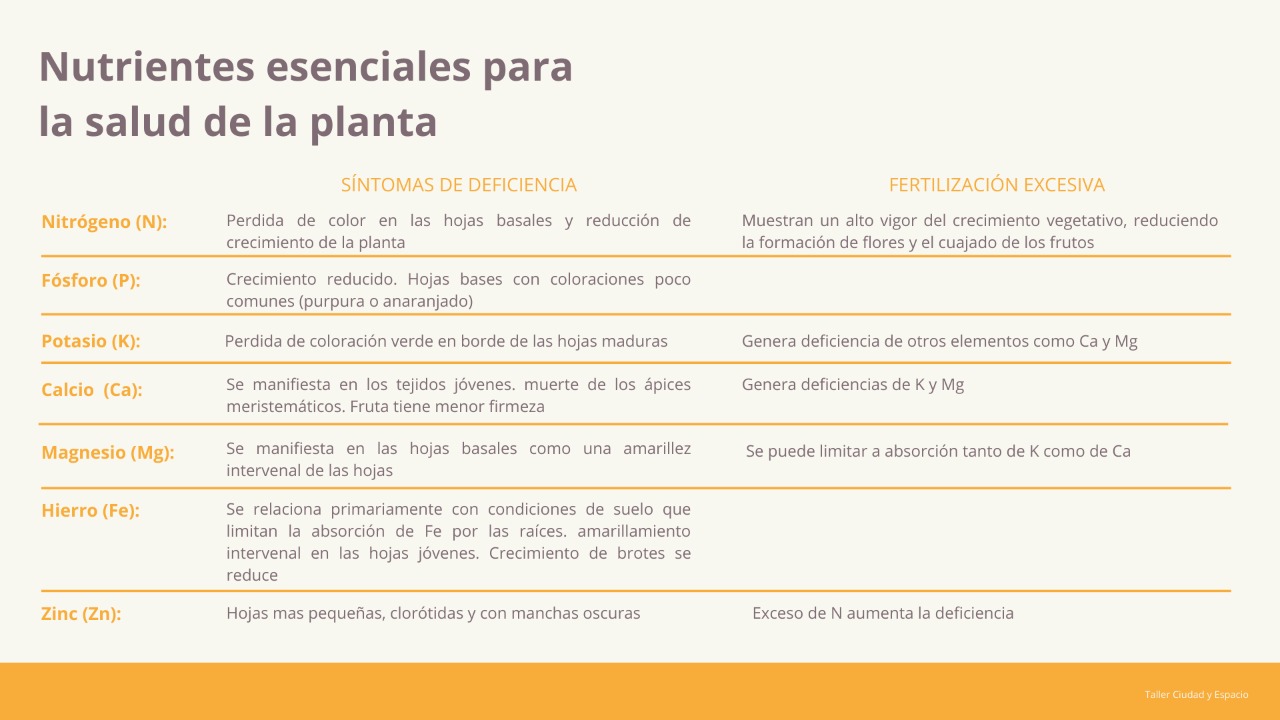 Nutrientes esenciales para
la salud de la planta
SÍNTOMAS DE DEFICIENCIA
FERTILIZACIÓN EXCESIVA
Nitrógeno (N):
Perdida de color en las hojas basales y reducción de
crecimiento de la planta
Muestran un alto vigor del crecimiento vegetativo, reduciendo
la formación de flores y el cuajado de los frutos
Fósforo (P):
Crecimiento reducido. Hojas bases con coloraciones poco
comunes (purpura o anaranjado)
Potasio (K):
Perdida de coloración verde en borde de las hojas maduras
Genera deficiencia de otros elementos como Ca y Mg
Calcio  (Ca):
Se manifiesta en los tejidos jóvenes. muerte de los ápices
meristemáticos. Fruta tiene menor firmeza
Genera deficiencias de K y Mg
Magnesio (Mg):
Se manifiesta en las hojas basales como una amarillez
intervenal de las hojas
Se puede limitar a absorción tanto de K como de Ca
Hierro (Fe):
Se relaciona primariamente con condiciones de suelo que
limitan la absorción de Fe por las raíces. amarillamiento
intervenal en las hojas jóvenes. Crecimiento de brotes se
reduce
Zinc (Zn):
Hojas mas pequeñas, clorótidas y con manchas oscuras
Exceso de N aumenta la deficiencia
Taller Ciudad y Espacio